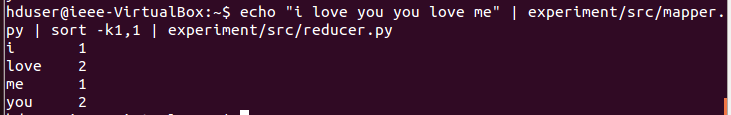 hduser@ieee-VirtualBox:~$ echo "i love you you love me" | experiment/src/mapper.
py | sort -k1,1 | experiment/src/reducer.py
i 1
love 2
me 1
you 2